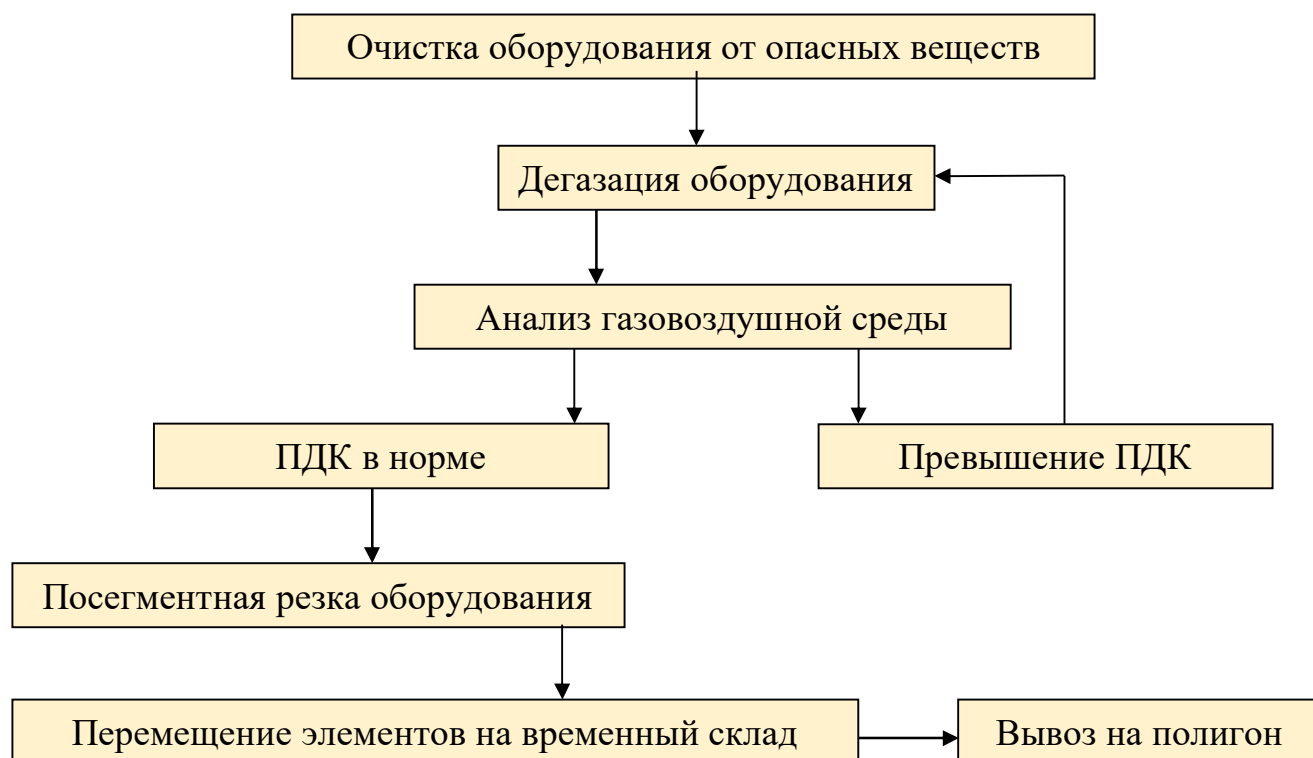 Очистка оборудования от опасных веществ
Дегазация оборудования
Анализ газовоздушной среды
ПДК в норме
Превышение ПДК
Посегментная резка оборудования
Перемещение элементов на временный склад
Вывоз на полигон